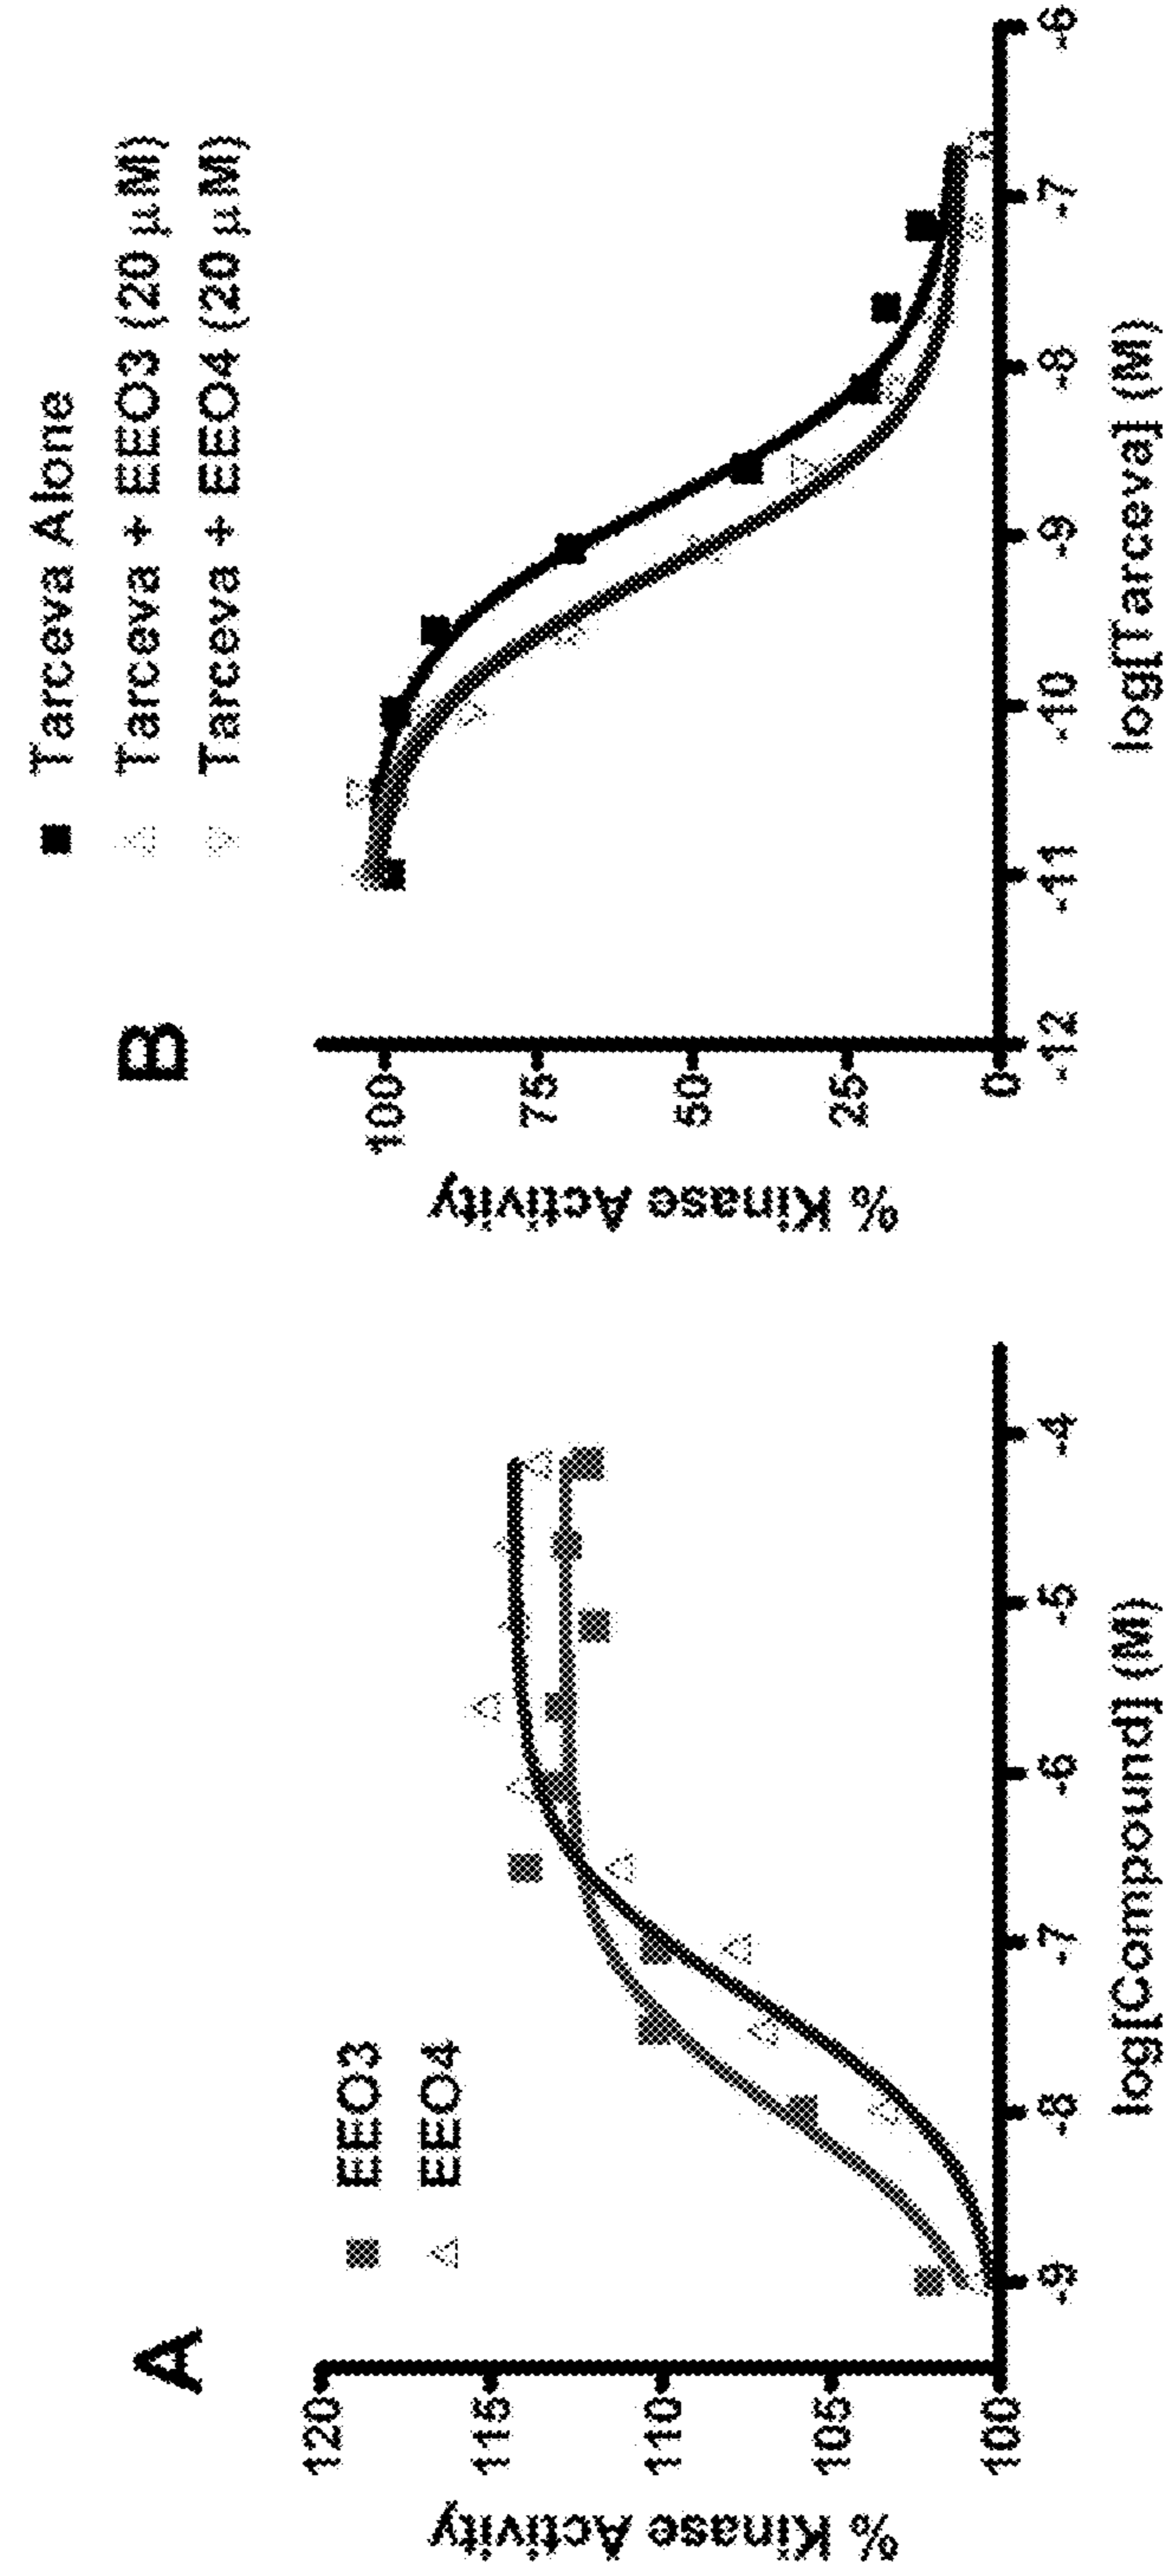 A
EEO3
EEO4
% Kinase Activity
120
115
110
105
100
-9
-8
-7
-6
-5
-4
log[Compound] (M)
B
Tarceva Alone
Tarceva + EEO3 (20 µM)
Tarceva + EEO4 (20 µM)
% Kinase Activity
100
75
50
25
0
-12
-11
-10
-9
-8
-7
-6
log[Tarceva] (M)